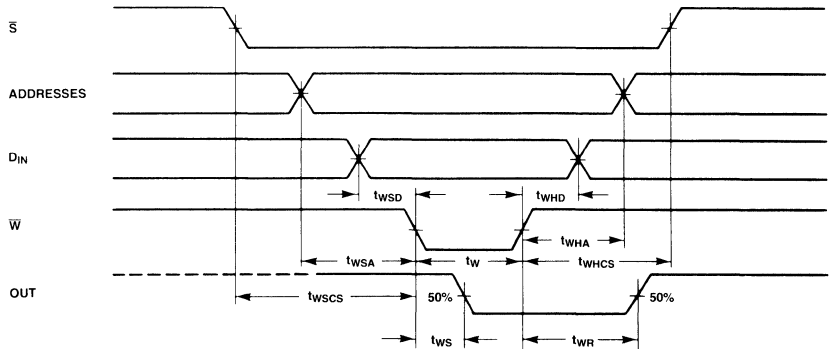 S̅
ADDRESSES
DIN
tWSD
tWHD
W̅
tWHA
tWSA
tW
tWHCS
OUT
tWSCS
50%
50%
tWS
tWR